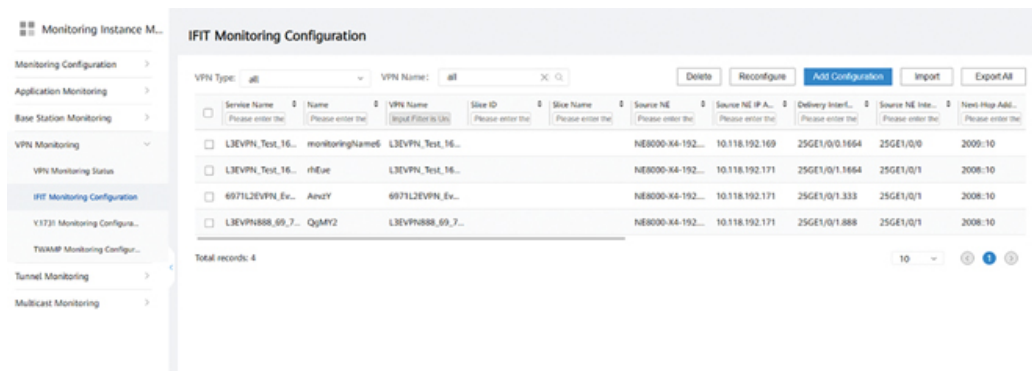 Monitoring Instance M...
Monitoring Configuration
Application Monitoring
Base Station Monitoring
VPN Monitoring
VPN Monitoring Status
IFIT Monitoring Configuration
Y.1731 Monitoring Configura...
TWAMP Monitoring Configur...
Tunnel Monitoring
Multicast Monitoring
IFIT Monitoring Configuration
VPN Type: all VPN Name: all Delete Reconfigure Add Configuration Import Export All
Service Name Name VPN Name Slice ID Slice Name Source NE Source NE IP A... Delivery Interf... Source NE Inte... Next-Hop Add...
Please enter the Please enter the Input Filter is Un Please enter the Please enter the Please enter the Please enter the Please enter the Please enter the Please enter the
L3EVPN_Test_16... monitoringName6 L3EVPN_Test_16... NE8000-X4-192.... 10.118.192.169 25GE1/0/0.1664 25GE1/0/0 2009::10
L3EVPN_Test_16... rhEue L3EVPN_Test_16... NE8000-X4-192.... 10.118.192.171 25GE1/0/1.1664 25GE1/0/1 2008::10
6971L2EVPN_Ev... AevzY 6971L2EVPN_Ev... NE8000-X4-192.... 10.118.192.171 25GE1/0/1.333 25GE1/0/1 2008::10
L3EVPN888_69_7... QgMY2 L3EVPN888_69_7... NE8000-X4-192.... 10.118.192.171 25GE1/0/1.888 25GE1/0/1 2008::10
Total records: 4 10 1